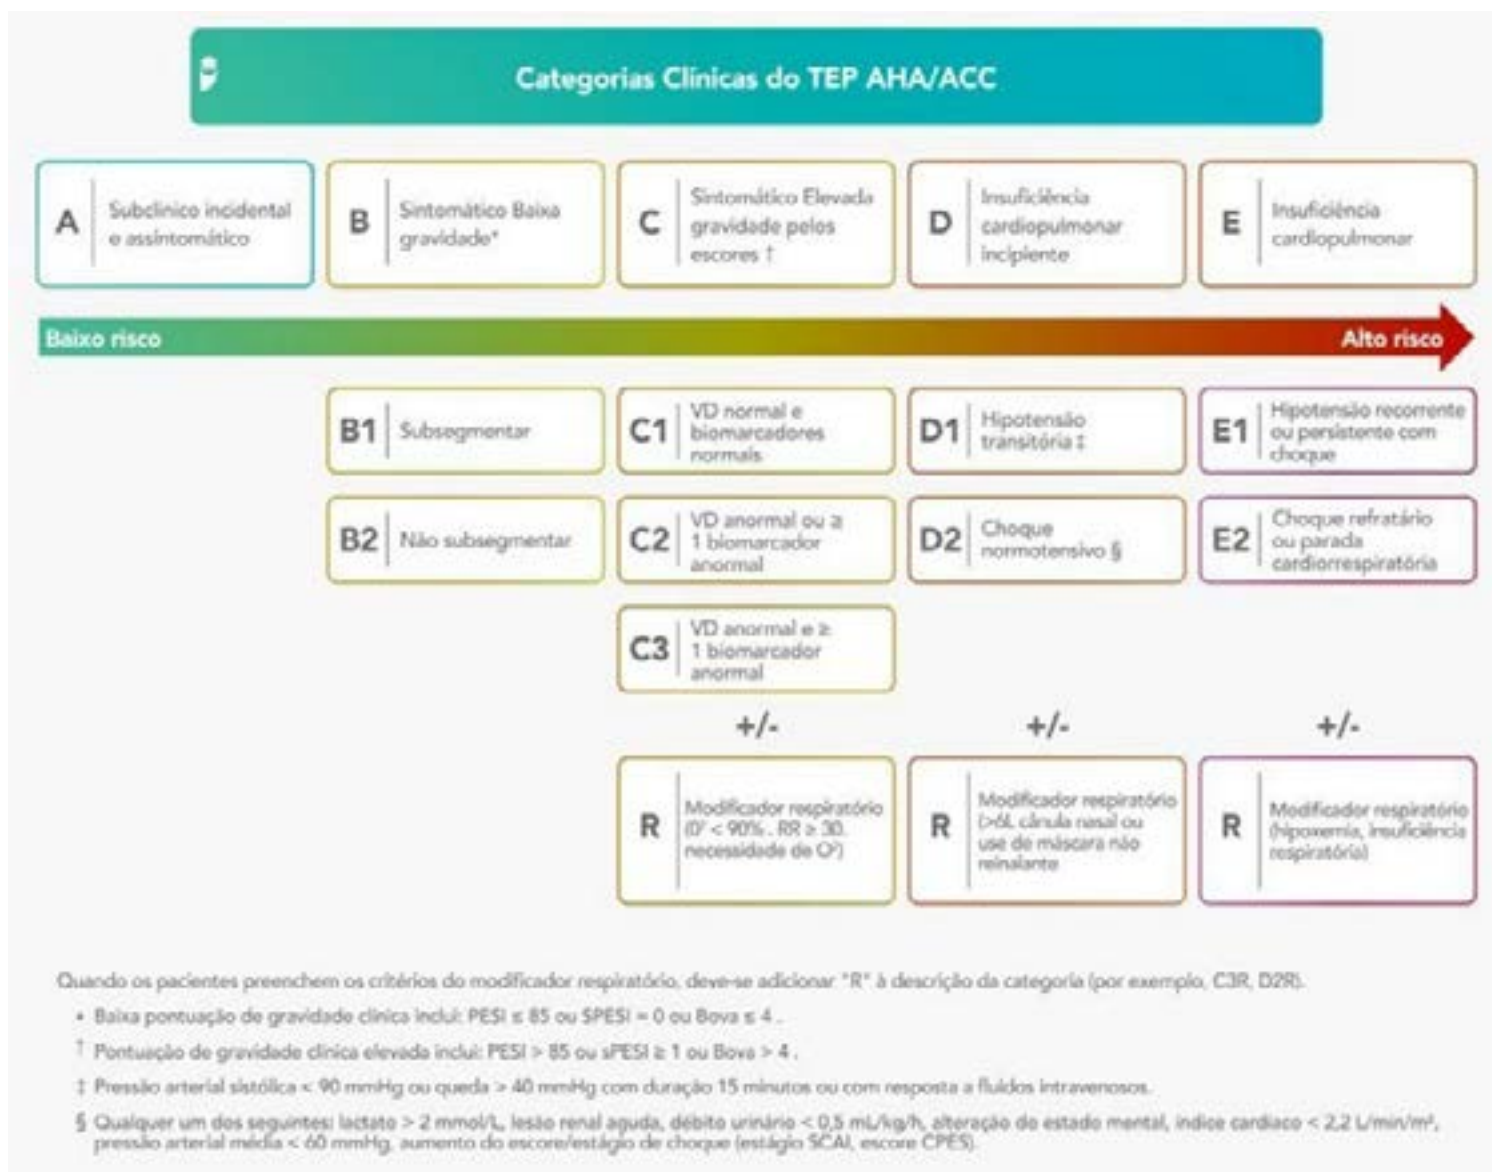 Categorias Clínicas do TEP AHA/ACC
A
Subclínico incidental
e assintomático
B
Sintomático Baixa
gravidade*
C
Sintomático Elevada
gravidade pelos
escores †
D
Insuficiência
cardiopulmonar
incipiente
E
Insuficiência
cardiopulmonar
Baixo risco
Alto risco
B1
Subsegmentar
C1
VD normal e
biomarcadores
normais
D1
Hipotensão
transitória ‡
E1
Hipotensão recorrente
ou persistente com
choque
B2
Não subsegmentar
C2
VD anormal ou ≥
1 biomarcador
anormal
D2
Choque
normotensivo §
E2
Choque refratário
ou parada
cardiorrespiratória
C3
VD anormal e ≥
1 biomarcador
anormal
+/-
+/-
+/-
R
Modificador respiratório
(O² < 90% . RR ≥ 30.
necessidade de O²)
R
Modificador respiratório
(>6L cânula nasal ou
use de máscara não
reinalante
R
Modificador respiratório
(hipoxemia, insuficiência
respiratória)
Quando os pacientes preenchem os critérios do modificador respiratório, deve-se adicionar "R" à descrição da categoria (por exemplo, C3R, D2R).
• Baixa pontuação de gravidade clínica inclui: PESI ≤ 85 ou SPESI = 0 ou Bova ≤ 4 .
† Pontuação de gravidade clínica elevada inclui: PESI > 85 ou sPESI ≥ 1 ou Bova > 4 .
‡ Pressão arterial sistólica < 90 mmHg ou queda > 40 mmHg com duração 15 minutos ou com resposta a fluidos intravenosos.
§ Qualquer um dos seguintes: lactato > 2 mmol/L, lesão renal aguda, débito urinário < 0,5 mL/kg/h, alteração do estado mental, indice cardiaco < 2,2 L/min/m²,
pressão arterial média < 60 mmHg, aumento do escore/estágio de choque (estágio SCAI, escore CPES).